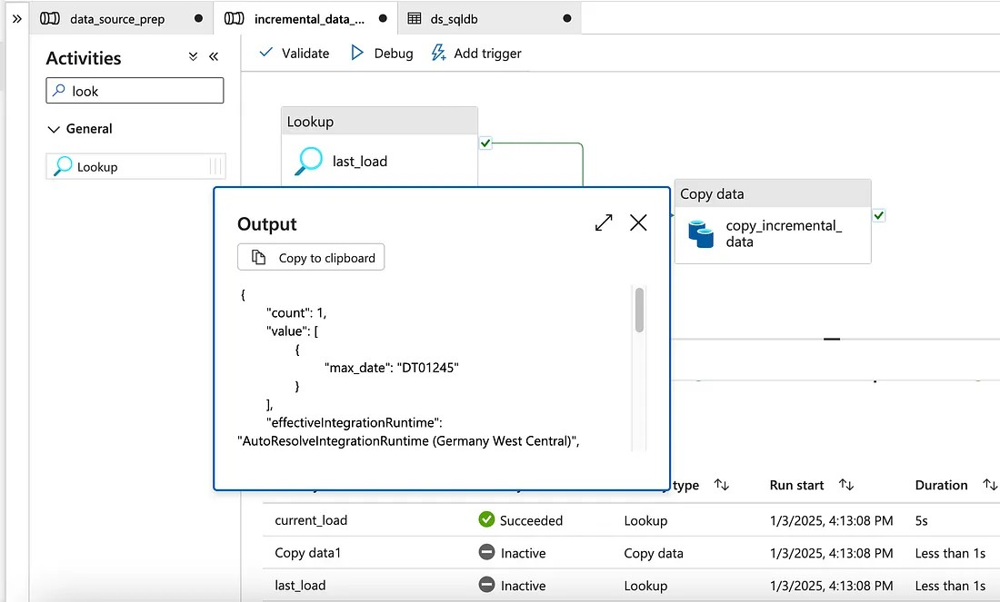 data_source_prep
incremental_data_...
ds_sqldb
Activities
look
General
Lookup
Validate
Debug
Add trigger
Lookup
last_load
Copy data
copy_incremental_
data
Output
Copy to clipboard
{
"count": 1,
"value": [
{
"max_date": "DT01245"
}
],
"effectiveIntegrationRuntime":
"AutoResolveIntegrationRuntime (Germany West Central)",
type
Run start
Duration
current_load
Succeeded
Lookup
1/3/2025, 4:13:08 PM
5s
Copy data1
Inactive
Copy data
1/3/2025, 4:13:08 PM
Less than 1s
last_load
Inactive
Lookup
1/3/2025, 4:13:08 PM
Less than 1s